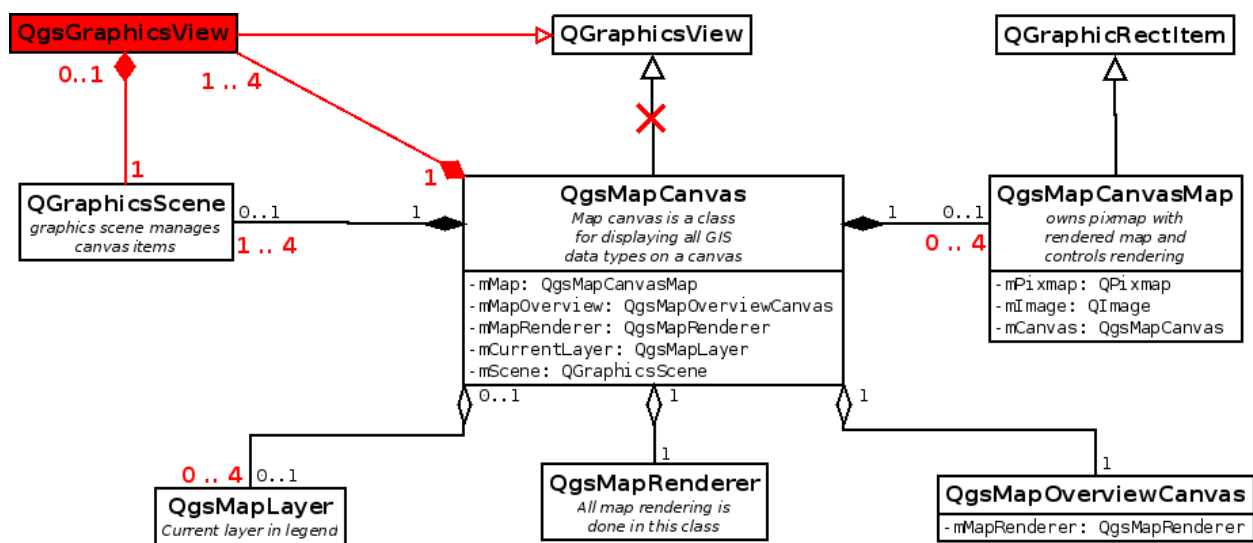 QgsGraphicsView
QGraphicsView
QGraphicRectItem
0..1
1 .. 4
1
1
QGraphicsScene
graphics scene manages
canvas items
0..1
1
1 .. 4
QgsMapCanvas
Map canvas is a class
for displaying all GIS
data types on a canvas
-mMap: QgsMapCanvasMap
-mMapOverview: QgsMapOverviewCanvas
-mMapRenderer: QgsMapRenderer
-mCurrentLayer: QgsMapLayer
-mScene: QGraphicsScene
1
0..1
0 .. 4
QgsMapCanvasMap
owns pixmap with
rendered map and
controls rendering
-mPixmap: QPixmap
-mImage: QImage
-mCanvas: QgsMapCanvas
0..1
1
1
0 .. 4
0..1
1
1
QgsMapLayer
Current layer in legend
QgsMapRenderer
All map rendering is
done in this class
QgsMapOverviewCanvas
-mMapRenderer: QgsMapRenderer